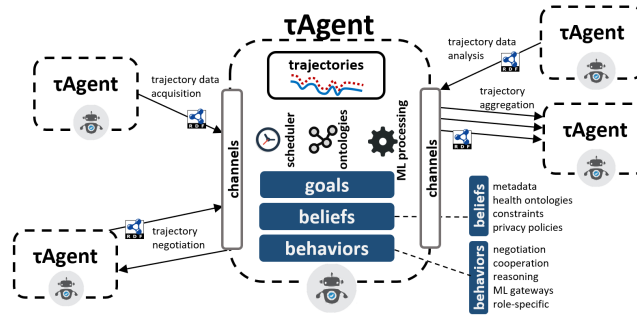 τAgent
trajectories
scheduler
ontologies
ML processing
goals
beliefs
behaviors
channels
channels
τAgent
trajectory data
acquisition
RDF
RDF
trajectory
negotiation
τAgent
trajectory data
analysis
RDF
τAgent
trajectory
aggregation
RDF
τAgent
beliefs
metadata
health ontologies
constraints
privacy policies
behaviors
negotiation
cooperation
reasoning
ML gateways
role-specific